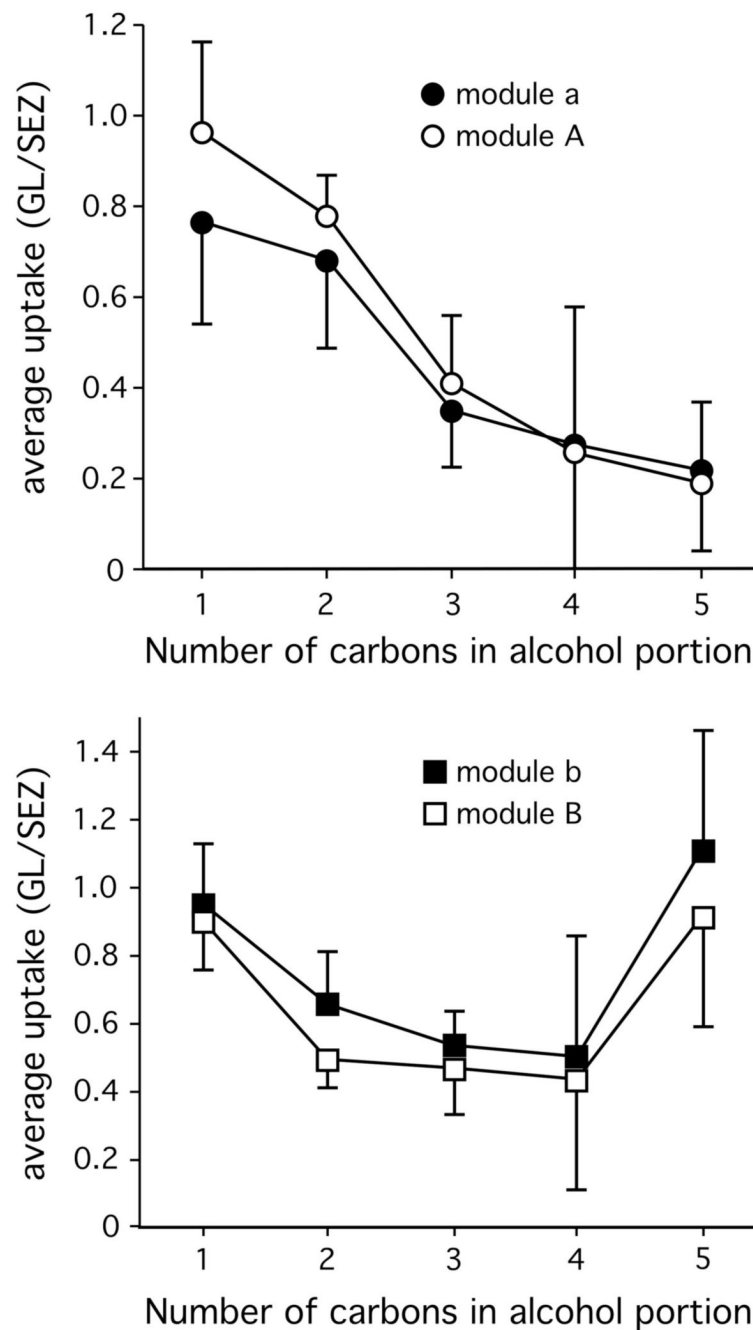 1.2
1.0
0.8
0.6
0.4
0.2
0
average uptake (GL/SEZ)
module a
module A
1 2 3 4 5
Number of carbons in alcohol portion
1.4
1.2
1.0
0.8
0.6
0.4
0.2
0
average uptake (GL/SEZ)
module b
module B
1 2 3 4 5
Number of carbons in alcohol portion